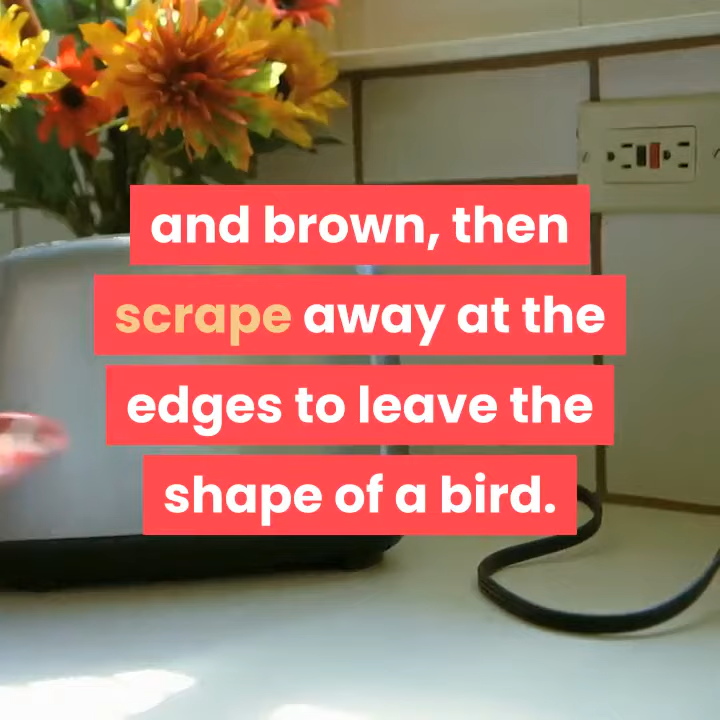 and brown, then
scrape away at the
edges to leave the
shape of a bird.